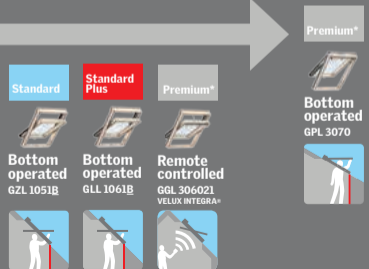 Premium*
Standard
Standard
Plus
Premium*
Bottom
operated
GPL 3070
Bottom
operated
GZL 1051B
Bottom
operated
GLL 1061B
Remote
controlled
GGL 306021
VELUX INTEGRA®